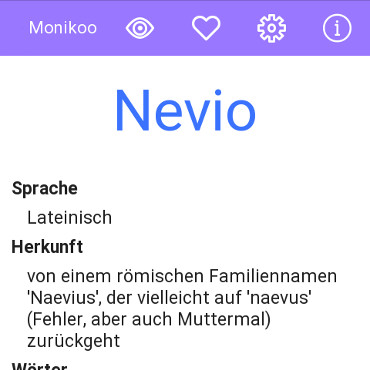 Monikoo
Nevio
Sprache
Lateinisch
Herkunft
von einem römischen Familiennamen
'Naevius', der vielleicht auf 'naevus'
(Fehler, aber auch Muttermal)
zurückgeht
Wörter